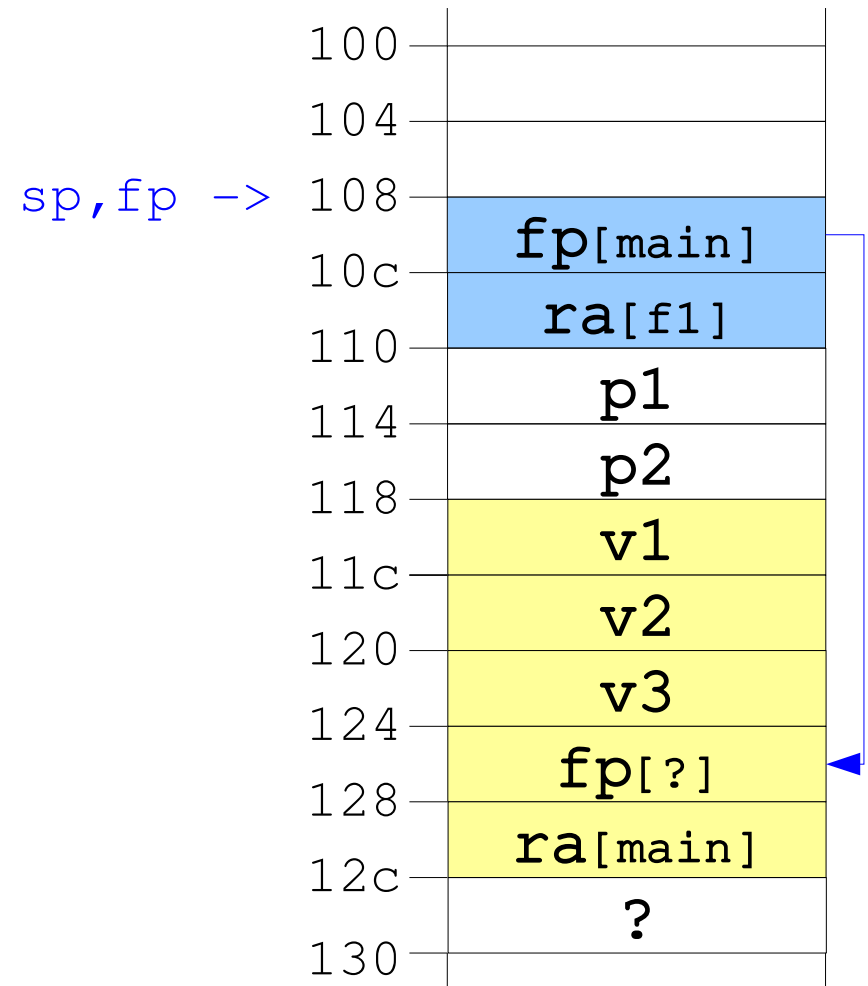 100
104
sp,fp -> 108
fp[main]
10c
ra[f1]
110
p1
114
p2
118
v1
11c
v2
120
v3
124
fp[?]
128
ra[main]
12c
?
130